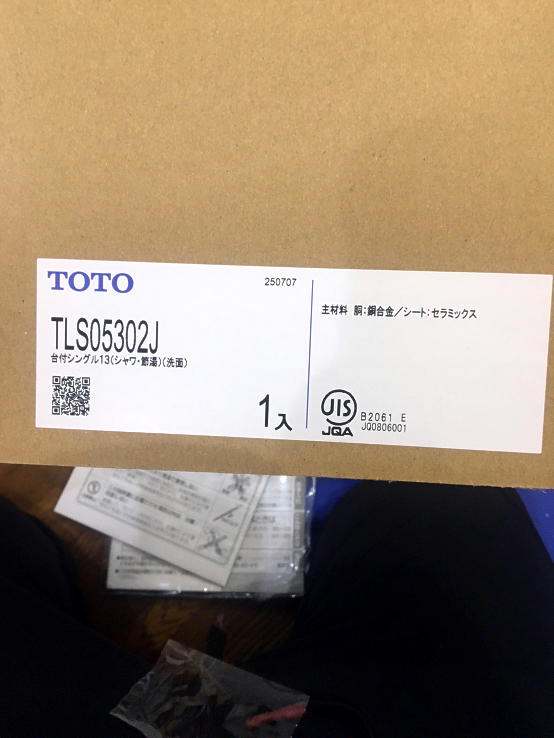 TOTO
250707
TLS05302J
台付シングル13(シャワ・節湯)(洗面)
1入
主材料 胴:銅合金/シート:セラミックス
JIS
JQA
B2061 E
JQ0806001